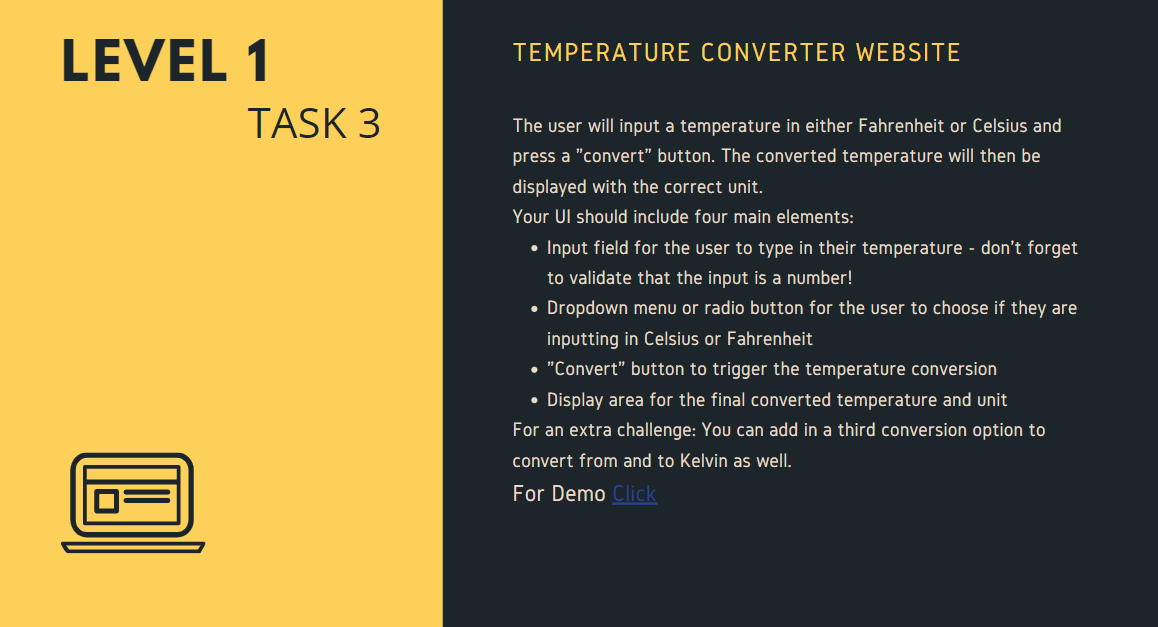 LEVEL 1
TASK 3
TEMPERATURE CONVERTER WEBSITE
The user will input a temperature in either Fahrenheit or Celsius and
press a ”convert” button. The converted temperature will then be
displayed with the correct unit.
Your UI should include four main elements:
• Input field for the user to type in their temperature - don’t forget
to validate that the input is a number!
• Dropdown menu or radio button for the user to choose if they are
inputting in Celsius or Fahrenheit
• ”Convert” button to trigger the temperature conversion
• Display area for the final converted temperature and unit
For an extra challenge: You can add in a third conversion option to
convert from and to Kelvin as well.
For Demo Click